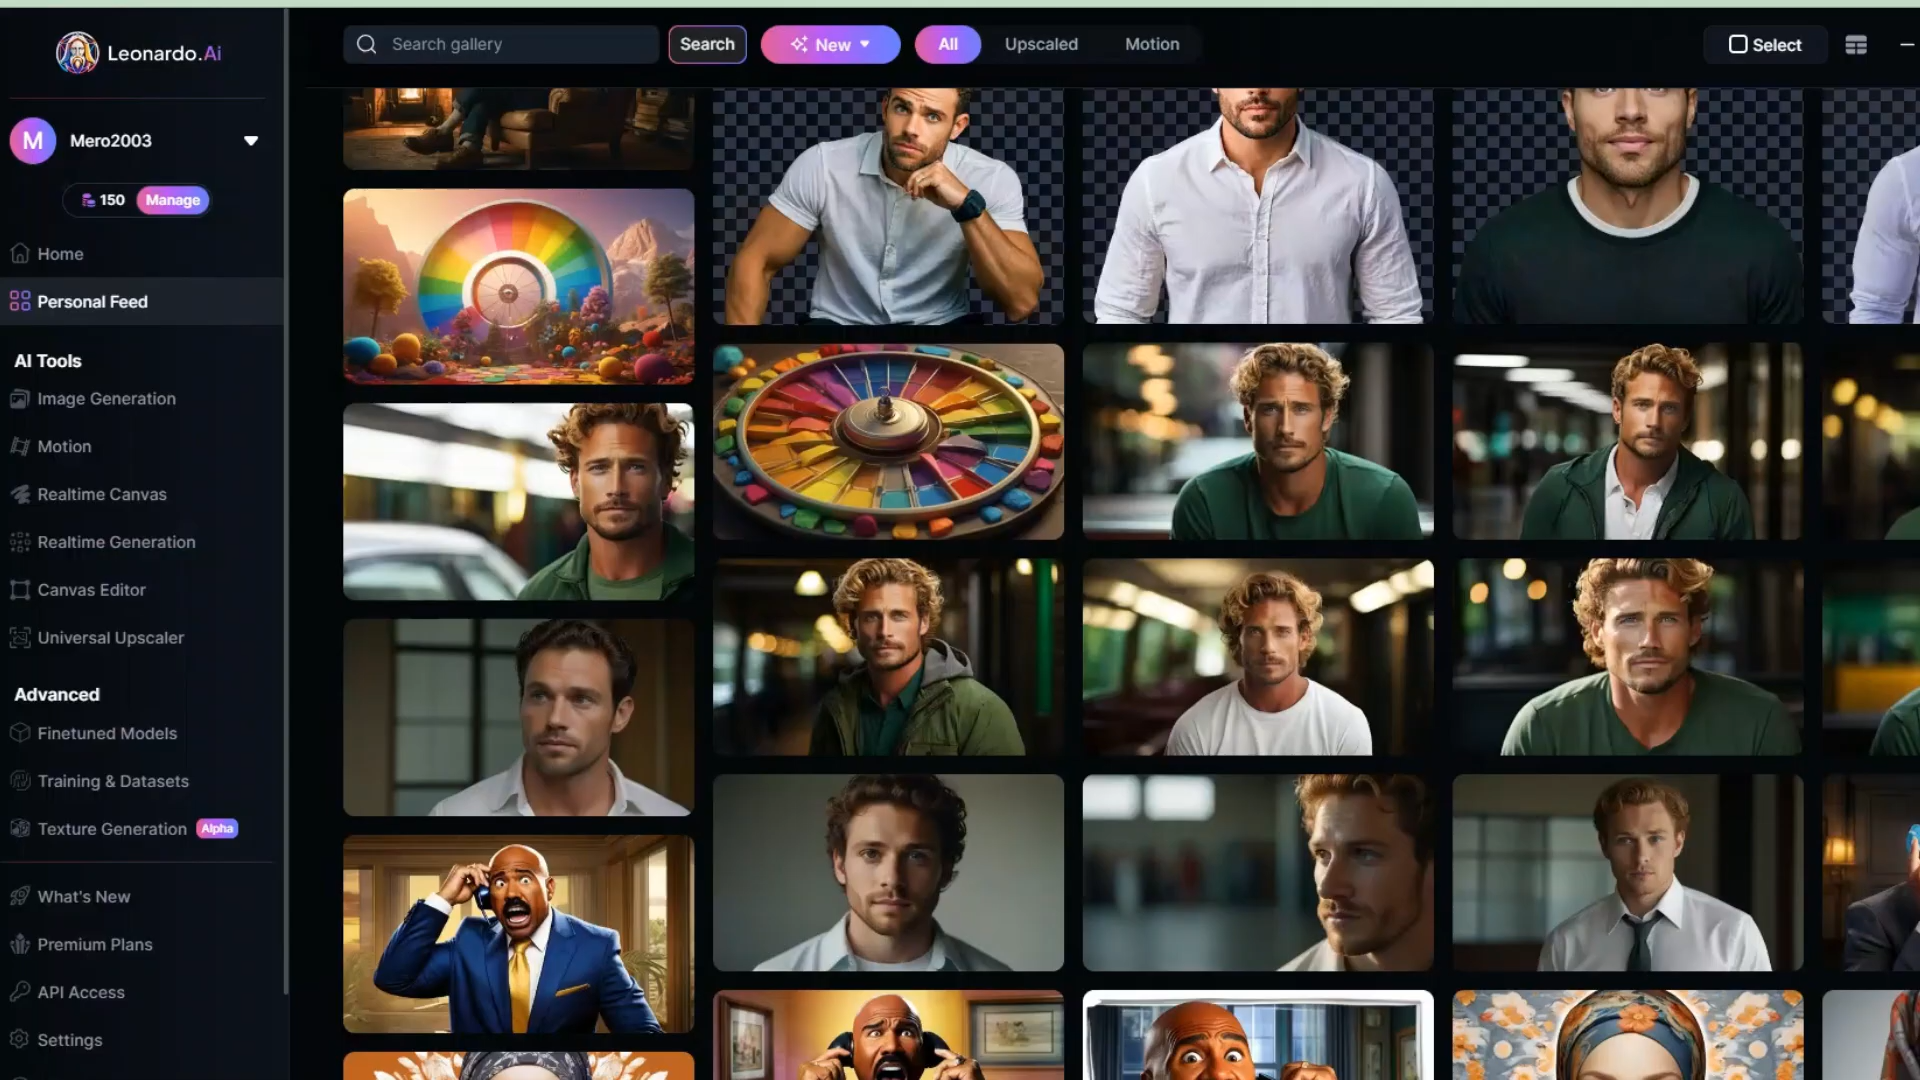 Leonardo.Ai
Search gallery
Search
New
All
Upscaled
Motion
Select
M
Mero2003
150
Manage
Home
Personal Feed
AI Tools
Image Generation
Motion
Realtime Canvas
Realtime Generation
Canvas Editor
Universal Upscaler
Advanced
Finetuned Models
Training & Datasets
Texture Generation
Alpha
What's New
Premium Plans
API Access
Settings